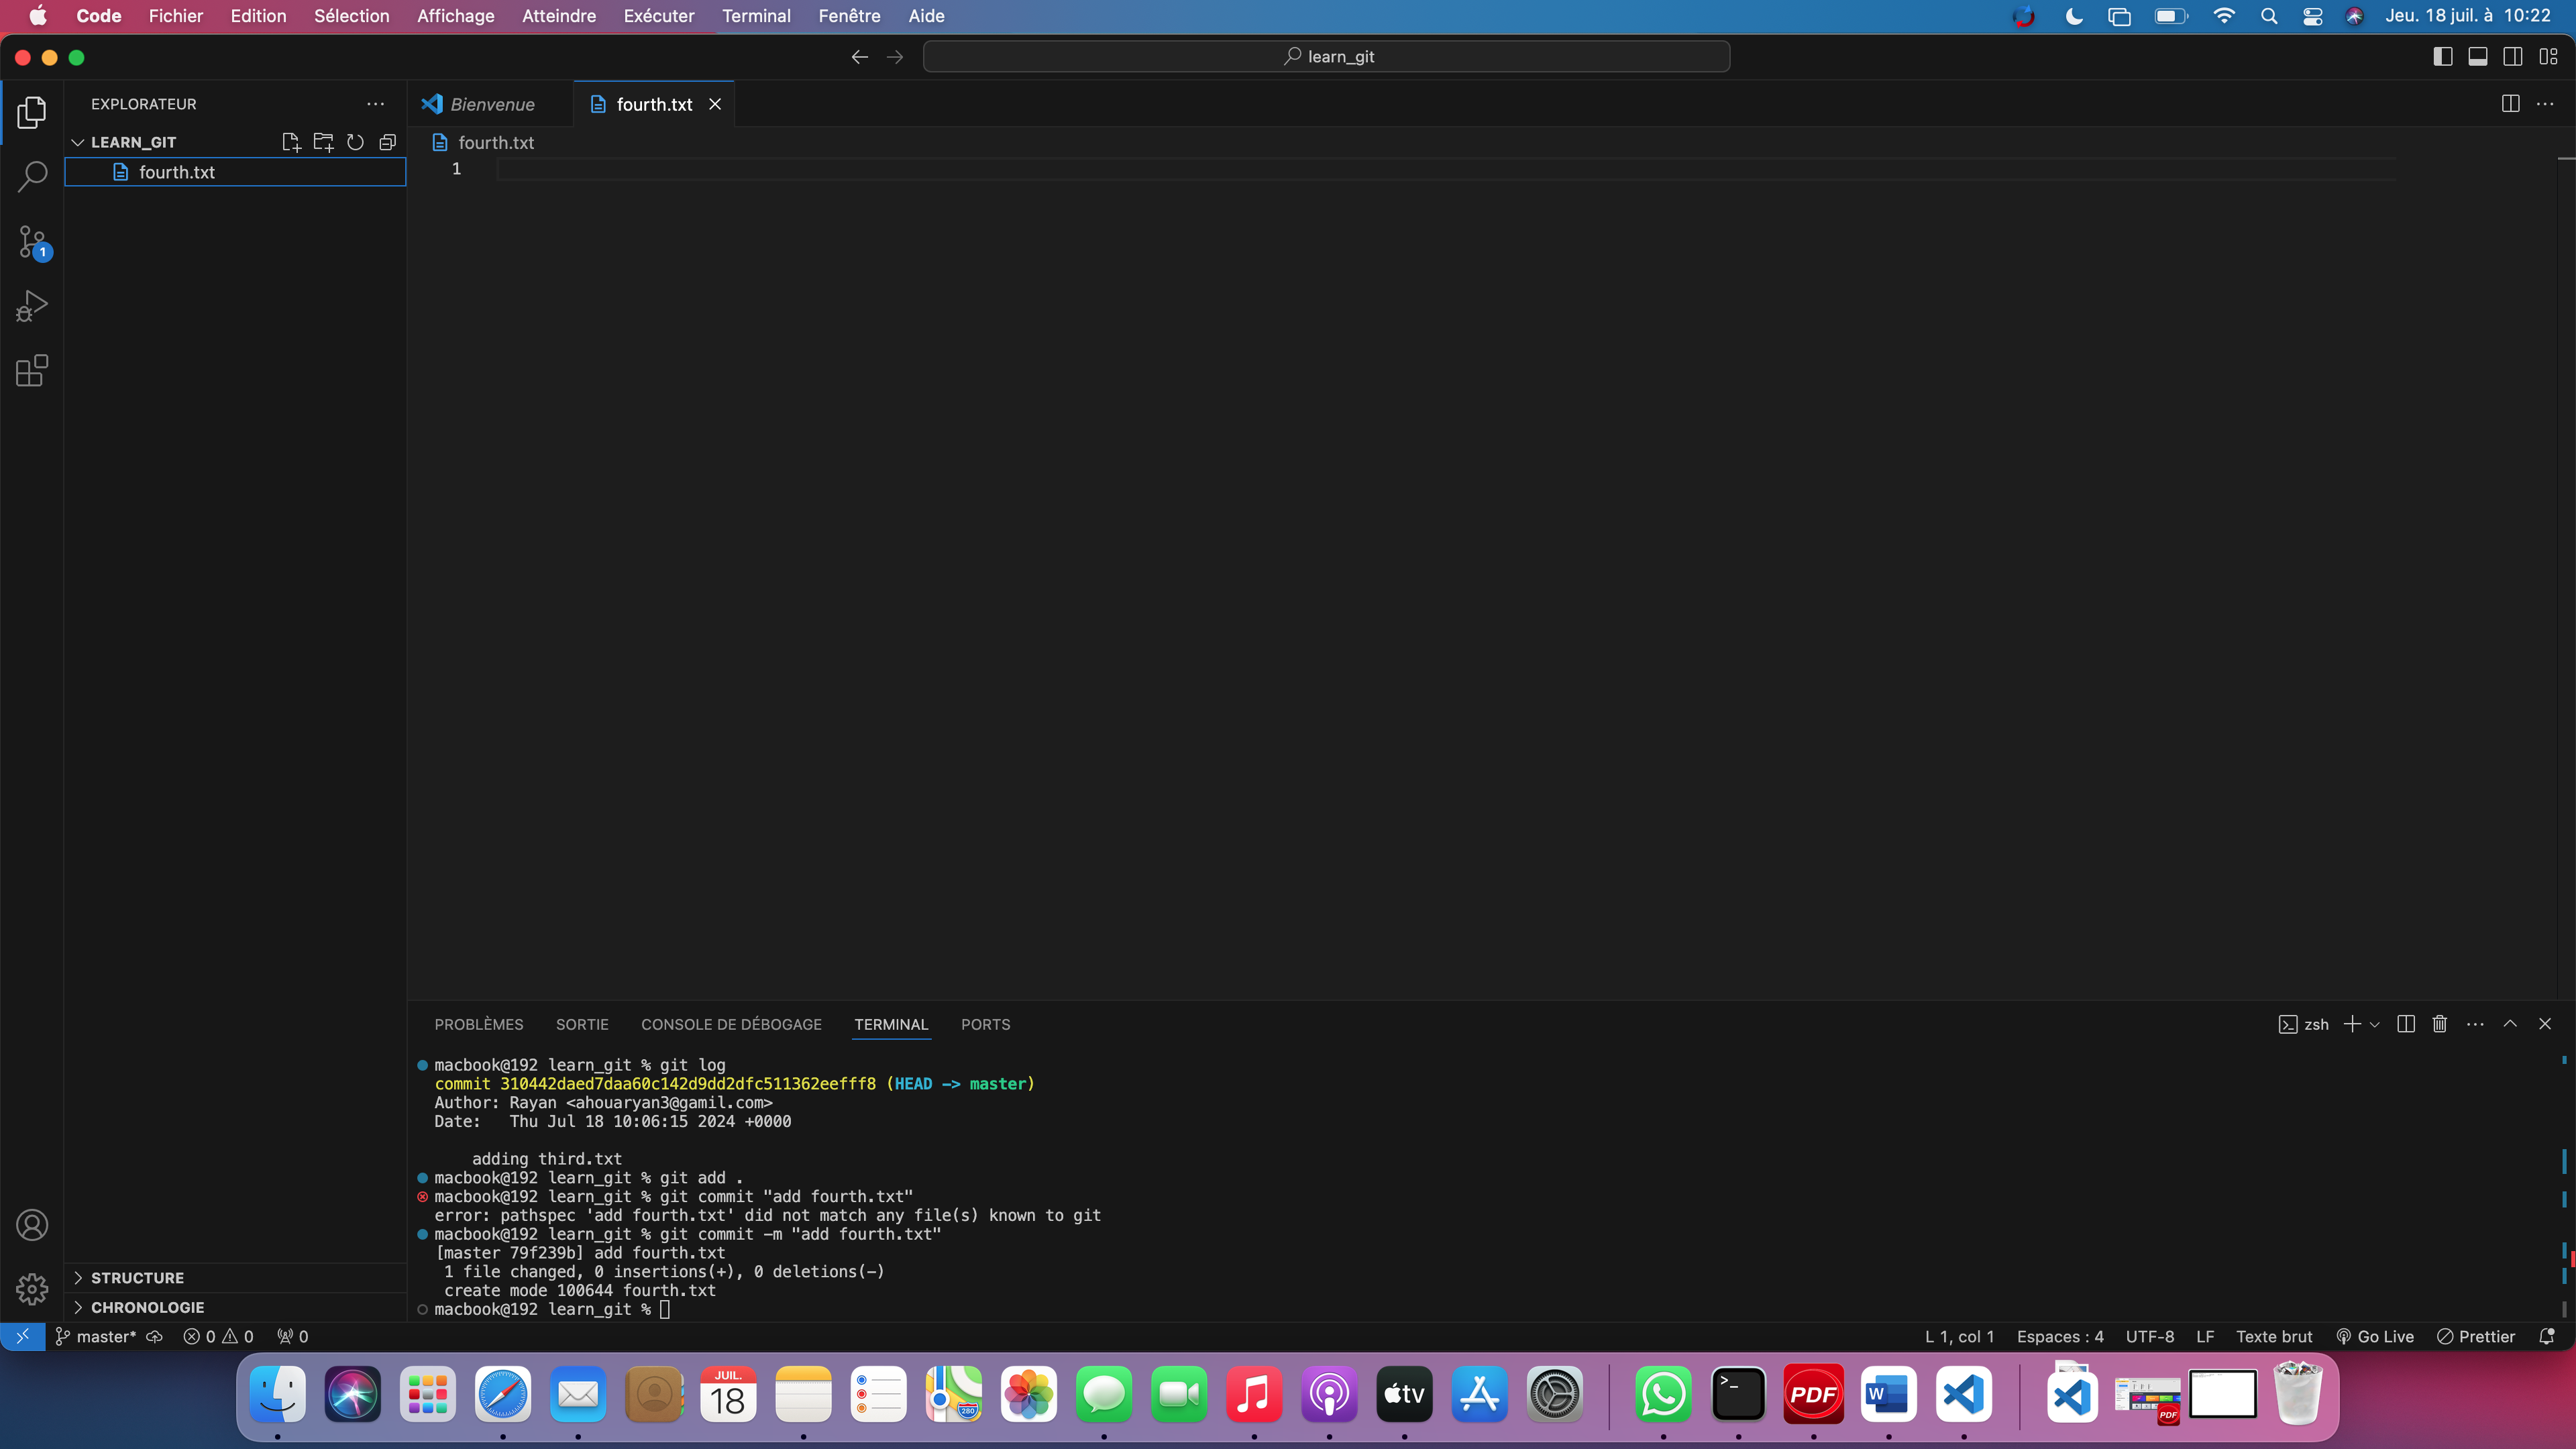 Code Fichier Edition Sélection Affichage Atteindre Exécuter Terminal Fenêtre Aide Jeu. 18 juil. à 10:22
learn_git
EXPLORATEUR
Bienvenue fourth.txt
LEARN_GIT
fourth.txt
fourth.txt
1
1
PROBLÈMES SORTIE CONSOLE DE DÉBOGAGE TERMINAL PORTS
zsh
macbook@192 learn_git % git log
commit 310442daed7daa60c142d9dd2dfc511362eefff8 (HEAD -> master)
Author: Rayan <ahouaryan3@gamil.com>
Date:   Thu Jul 18 10:06:15 2024 +0000
adding third.txt
macbook@192 learn_git % git add .
macbook@192 learn_git % git commit "add fourth.txt"
error: pathspec 'add fourth.txt' did not match any file(s) known to git
macbook@192 learn_git % git commit -m "add fourth.txt"
[master 79f239b] add fourth.txt
1 file changed, 0 insertions(+), 0 deletions(-)
create mode 100644 fourth.txt
macbook@192 learn_git %
STRUCTURE
CHRONOLOGIE
master* 0 0 0 L 1, col 1 Espaces : 4 UTF-8 LF Texte brut Go Live Prettier
JUIL.
18
280
tv
>_
PDF
W
PDF